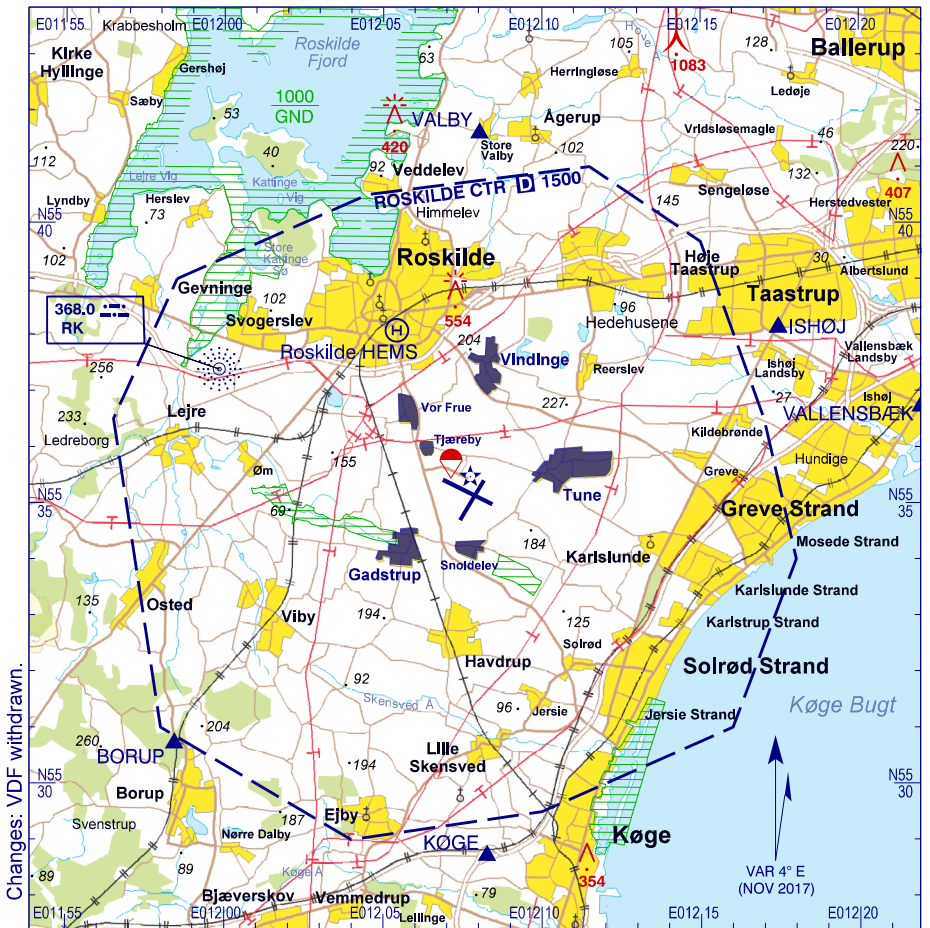 E01155
E012 00
E012 05
E012 10
E012 15
E012 20
Krabbesholm
Kirke
Hyllinge
Gershøj
Sæby
Roskilde
Fjord
63
Hove Å
105
1083
128
Ballerup
Herringløse
Ledøje
1000
GND
53
VALBY
420
Store
Valby
Ågerup
102
Vridsløsemagle
46
220
112
40
92
Veddelev
132
407
Lejre Vig
Kattinge
Vig
Sengeløse
Herstedvester
Lyndby
Herslev
73
ROSKILDE CTR D 1500
145
Himmelev
N55
40
N55
40
102
Store
Kattinge
Sø
Roskilde
Høje
Taastrup
30
Albertslund
Gevninge
Taastrup
368.0
RK
102
Svogerslev
554
96
Hedehusene
ISHØJ
H
204
Roskilde HEMS
Vindinge
Vallensbæk
Landsby
256
Reerslev
Ishøj
Landsby
27
Ishøj
233
Lejre
Vor Frue
227
VALLENSBÆK
Ledreborg
Kildebrønde
Tjæreby
155
Hundige
Øm
Greve
Tune
N55
35
N55
35
69
Greve Strand
184
Mosede Strand
Karlslunde
Gadstrup
Snoldelev
135
Osted
Karlslunde Strand
194
125
Viby
Karlstrup Strand
Solrød
Havdrup
Solrød Strand
92
Skensved Å
96
Jersie
Jersie Strand
Køge Bugt
204
260
BORUP
Lille
Skensved
194
N55
30
N55
30
Borup
187
Ejby
Svenstrup
Nørre Dalby
KØGE
Køge
89
89
Køge Å
354
VAR 4° E
(NOV 2017)
Bjæverskov
Vemmedrup
79
Lellinge
E01155
E012 00
E012 05
E012 10
E012 15
E012 20
Changes: VDF withdrawn.